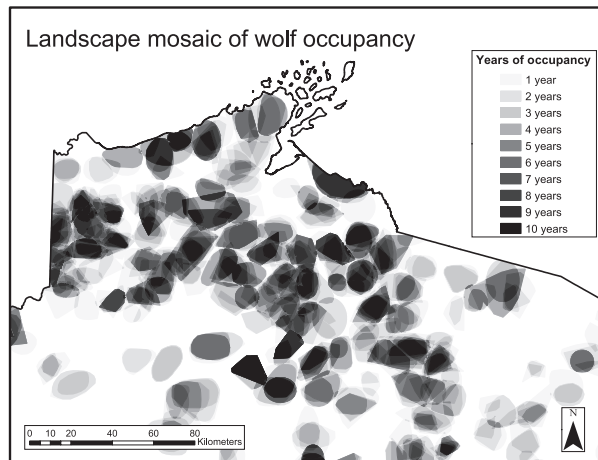 Landscape mosaic of wolf occupancy
Years of occupancy
1 year
2 years
3 years
4 years
5 years
6 years
7 years
8 years
9 years
10 years
0 10 20 40 60 80
Kilometers
N